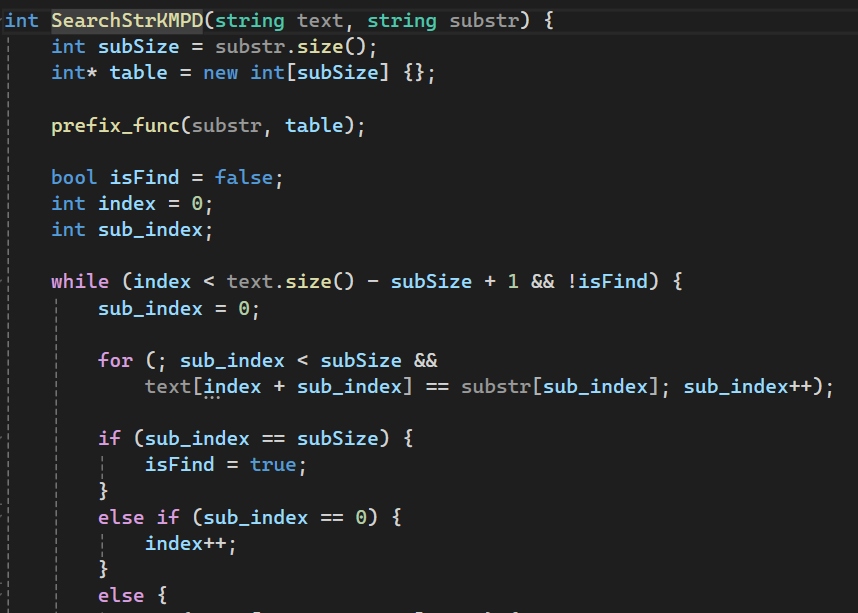 int SearchStrKMPD(string text, string substr) {
    int subSize = substr.size();
    int* table = new int[subSize] {};

    prefix_func(substr, table);

    bool isFind = false;
    int index = 0;
    int sub_index;

    while (index < text.size() - subSize + 1 && !isFind) {
        sub_index = 0;

        for (; sub_index < subSize &&
            text[index + sub_index] == substr[sub_index]; sub_index++);

        if (sub_index == subSize) {
            isFind = true;
        }
        else if (sub_index == 0) {
            index++;
        }
        else {